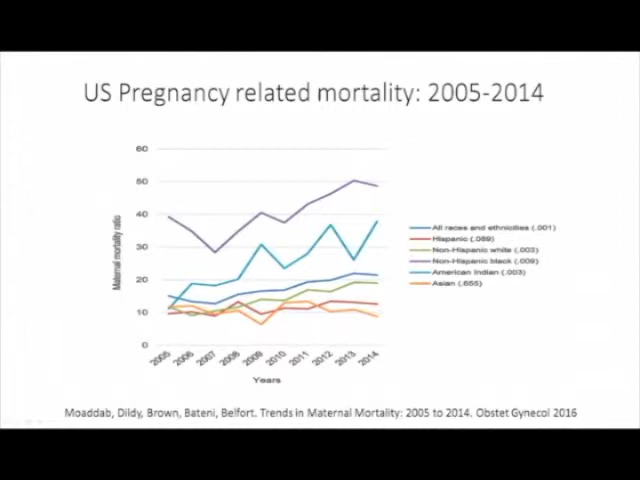 US Pregnancy related mortality: 2005-2014
60
50
40
30
20
10
0
Maternal mortality ratio
2005 2006 2007 2008 2009 2010 2011 2012 2013 2014
Years
All races and ethnicities (.001)
Hispanic (.089)
Non-Hispanic white (.003)
Non-Hispanic black (.009)
American Indian (.003)
Asian (.655)
Moaddab, Dildy, Brown, Bateni, Belfort. Trends in Maternal Mortality: 2005 to 2014. Obstet Gynecol 2016